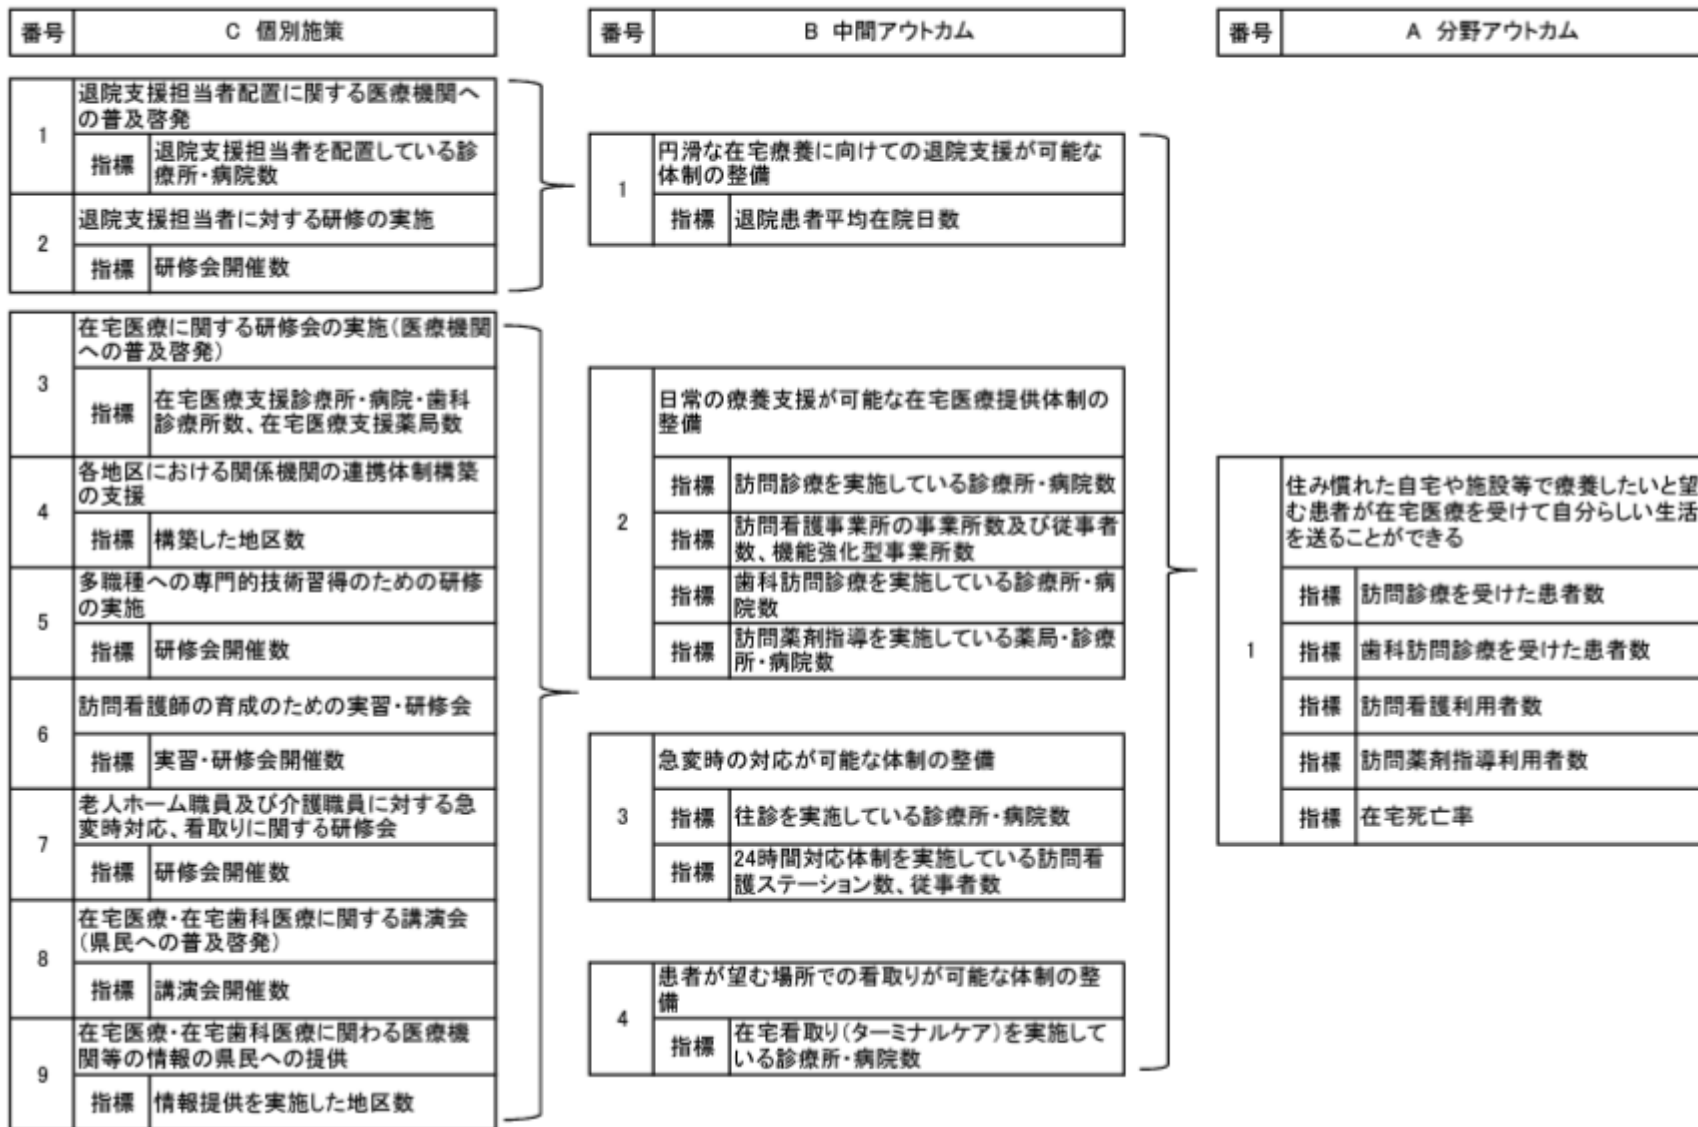 番号
C 個別施策
1
退院支援担当者配置に関する医療機関へ
の普及啓発
指標
退院支援担当者を配置している診
療所・病院数
2
退院支援担当者に対する研修の実施
指標
研修会開催数
3
在宅医療に関する研修会の実施(医療機関
への普及啓発)
指標
在宅医療支援診療所・病院・歯科
診療所数、在宅医療支援薬局数
4
各地区における関係機関の連携体制構築
の支援
指標
構築した地区数
5
多職種への専門的技術習得のための研修
の実施
指標
研修会開催数
6
訪問看護師の育成のための実習・研修会
指標
実習・研修会開催数
7
老人ホーム職員及び介護職員に対する急
変時対応、看取りに関する研修会
指標
研修会開催数
8
在宅医療・在宅歯科医療に関する講演会
(県民への普及啓発)
指標
講演会開催数
9
在宅医療・在宅歯科医療に関わる医療機
関等の情報の県民への提供
指標
情報提供を実施した地区数
番号
B 中間アウトカム
1
円滑な在宅療養に向けての退院支援が可能な
体制の整備
指標
退院患者平均在院日数
2
日常の療養支援が可能な在宅医療提供体制の
整備
指標
訪問診療を実施している診療所・病院数
指標
訪問看護事業所の事業所数及び従事者
数、機能強化型事業所数
指標
歯科訪問診療を実施している診療所・病
院数
指標
訪問薬剤指導を実施している薬局・診療
所・病院数
3
急変時の対応が可能な体制の整備
指標
往診を実施している診療所・病院数
指標
24時間対応体制を実施している訪問看
護ステーション数、従事者数
4
患者が望む場所での看取りが可能な体制の整
備
指標
在宅看取り(ターミナルケア)を実施して
いる診療所・病院数
番号
A 分野アウトカム
1
住み慣れた自宅や施設等で療養したいと望
む患者が在宅医療を受けて自分らしい生活
を送ることができる
指標
訪問診療を受けた患者数
指標
歯科訪問診療を受けた患者数
指標
訪問看護利用者数
指標
訪問薬剤指導利用者数
指標
在宅死亡率